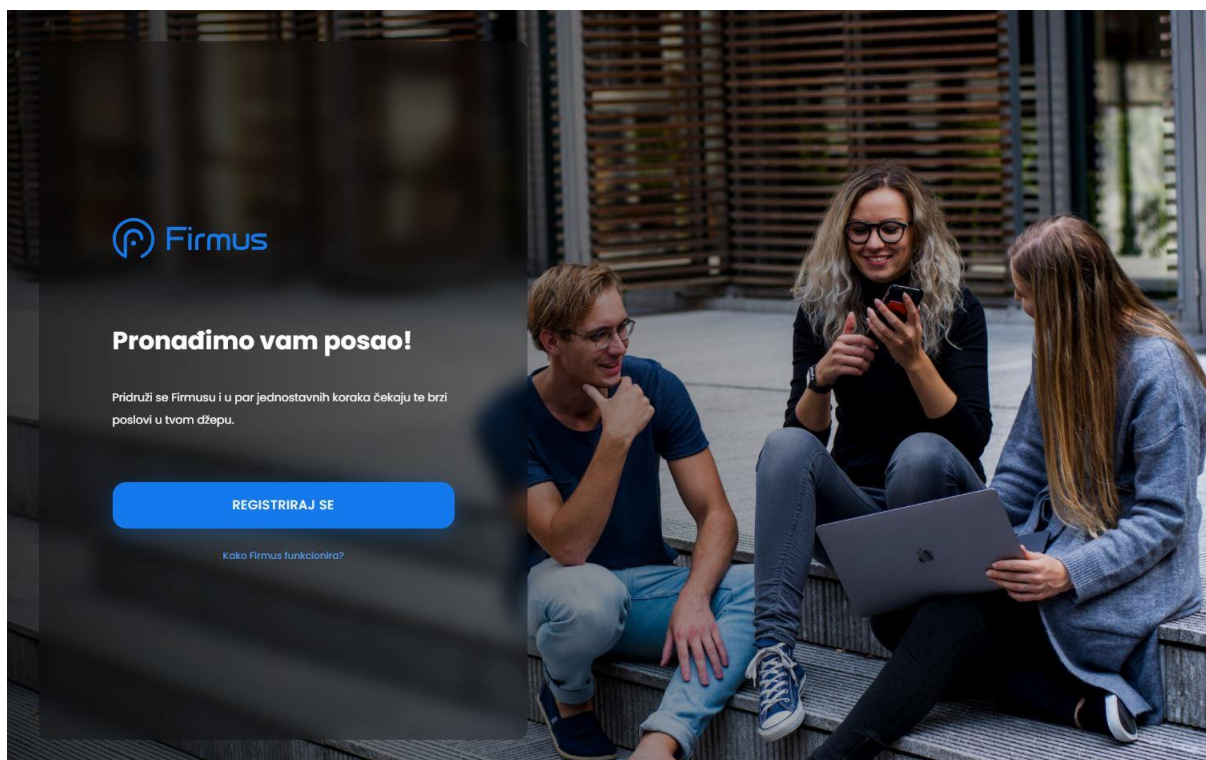 Firmus
Pronađimo vam posao!
Pridruži se Firmusu i u par jednostavnih koraka čekaju te brzi
poslovi u tvom džepu.
REGISTRIRAJ SE
Kako Firmus funkcionira?